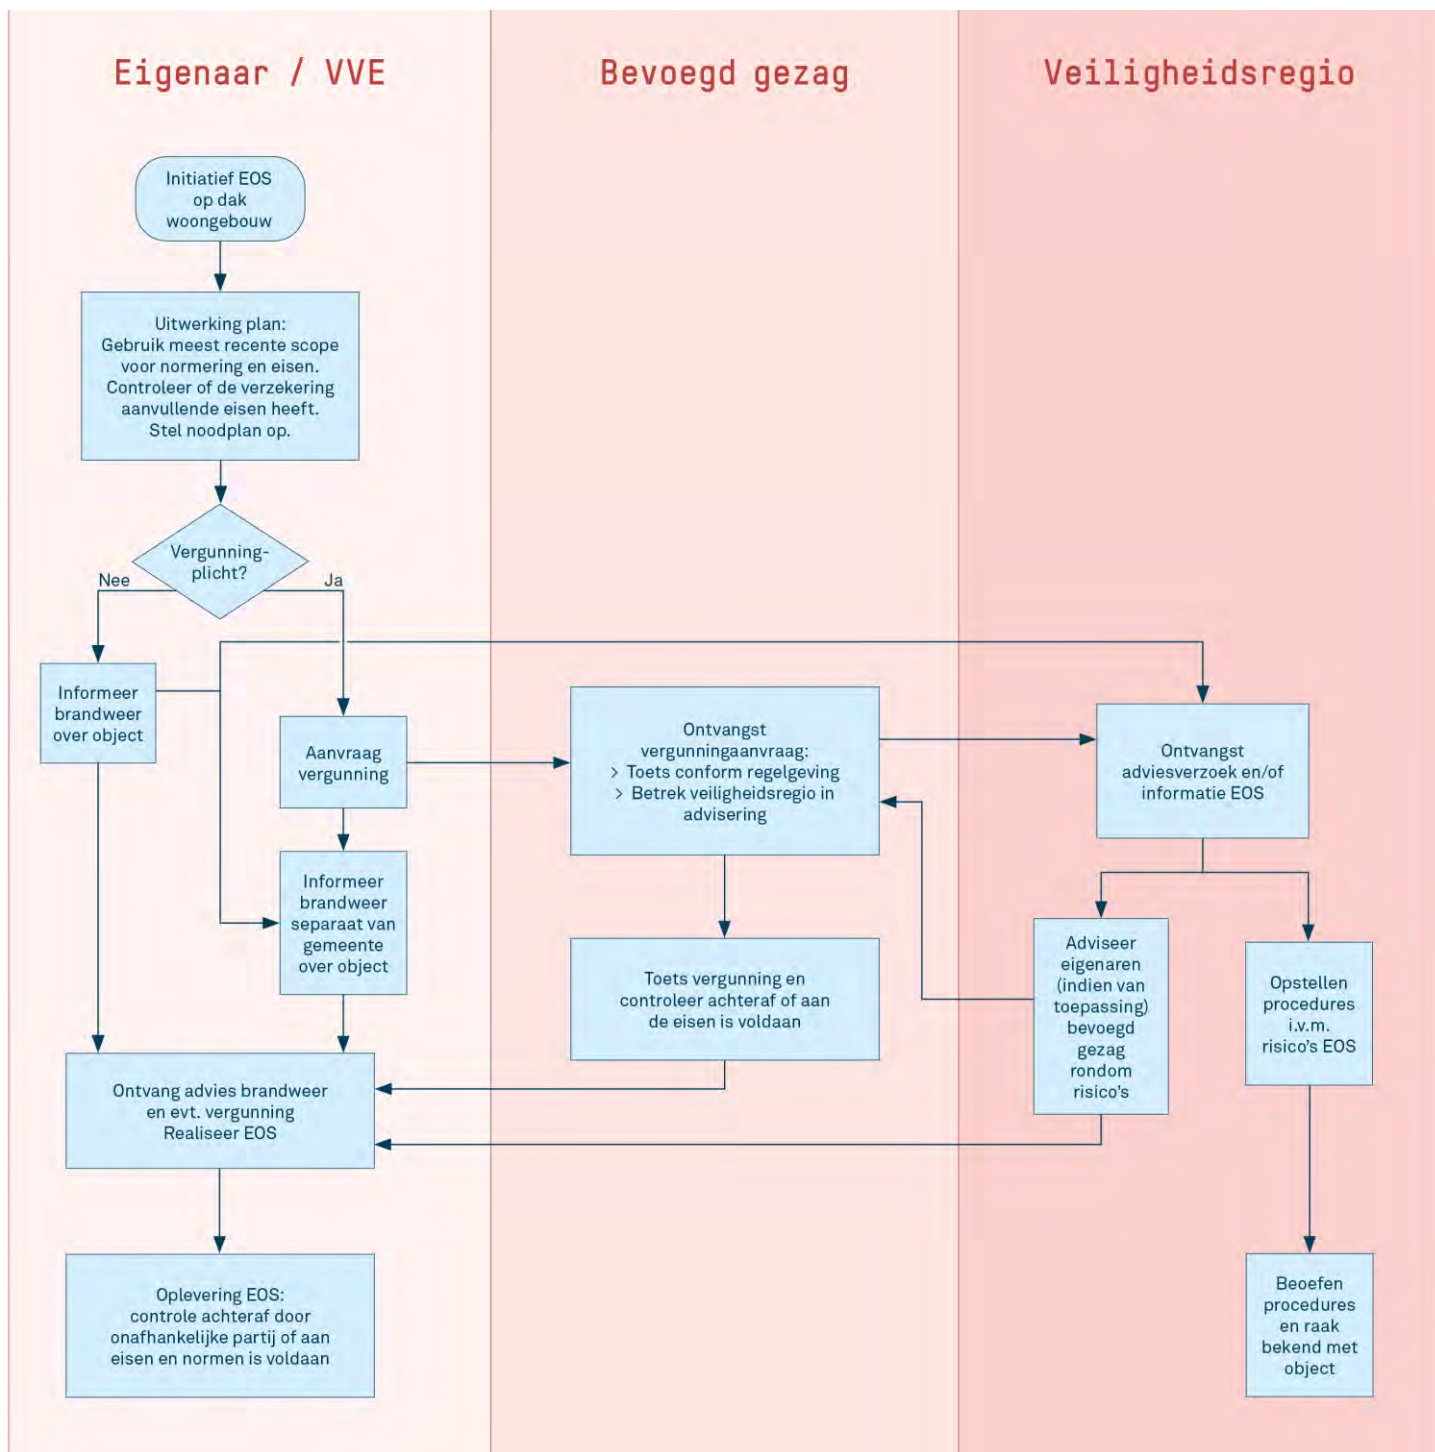 Eigenaar / VVE
Bevoegd gezag
Veiligheidsregio
Initiatief EOS
op dak
woongebouw
Uitwerking plan:
Gebruik meest recente scope
voor normering en eisen.
Controleer of de verzekering
aanvullende eisen heeft.
Stel noodplan op.
Vergunning-
plicht?
Nee
Ja
Informeer
brandweer
over object
Aanvraag
vergunning
Informeer
brandweer
separaat van
gemeente
over object
Ontvang advies brandweer
en evt. vergunning
Realiseer EOS
Oplevering EOS:
controle achteraf door
onafhankelijke partij of aan
eisen en normen is voldaan
Ontvangst
vergunningaanvraag:
> Toets conform regelgeving
> Betrek veiligheidsregio in
advisering
Toets vergunning en
controleer achteraf of aan
de eisen is voldaan
Ontvangst
adviesverzoek en/of
informatie EOS
Adviseer
eigenaren
(indien van
toepassing)
bevoegd
gezag
rondom
risico's
Opstellen
procedures
i.v.m.
risico's EOS
Beoefen
procedures
en raak
bekend met
object